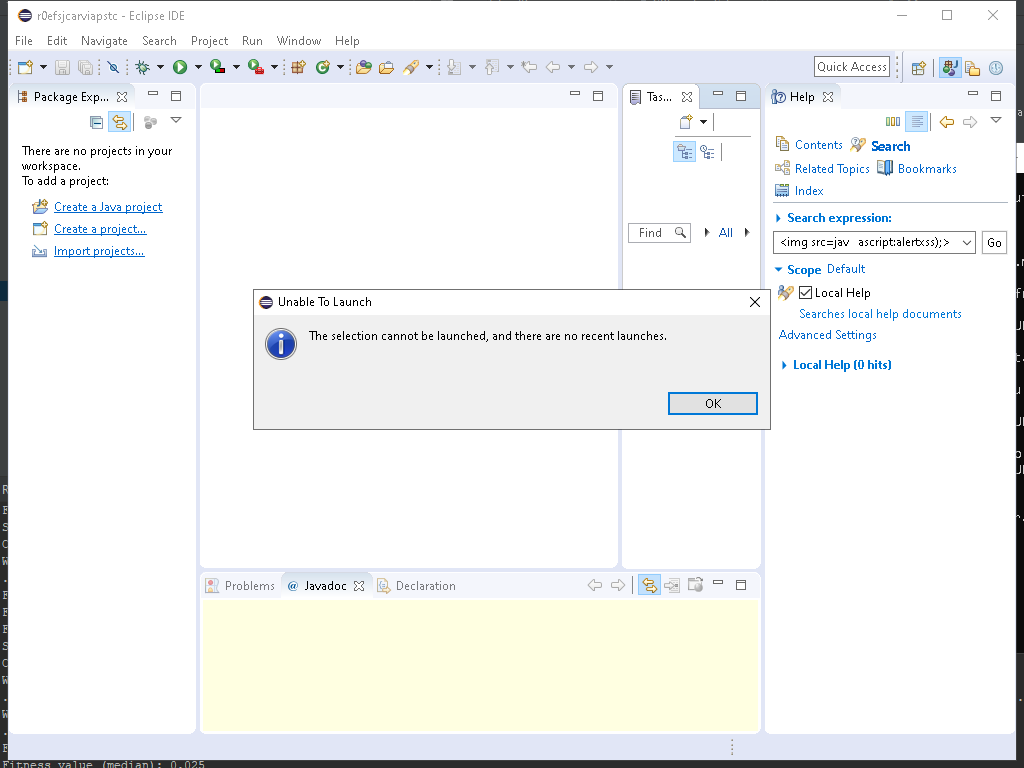 r0efsjcarviapstc - Eclipse IDE
File Edit Navigate Search Project Run Window Help
Quick Access
Package Exp...
There are no projects in your
workspace.
To add a project:
Create a Java project
Create a project...
Import projects...
Tas...
Find
All
Help
Contents
Search
Related Topics
Bookmarks
Index
Search expression:
<img src=jav ascript:alertxss);>
Go
Scope Default
Local Help
Searches local help documents
Advanced Settings
Local Help (0 hits)
Unable To Launch
The selection cannot be launched, and there are no recent launches.
OK
Problems
@ Javadoc
Declaration
Fitness value (median): 0.025